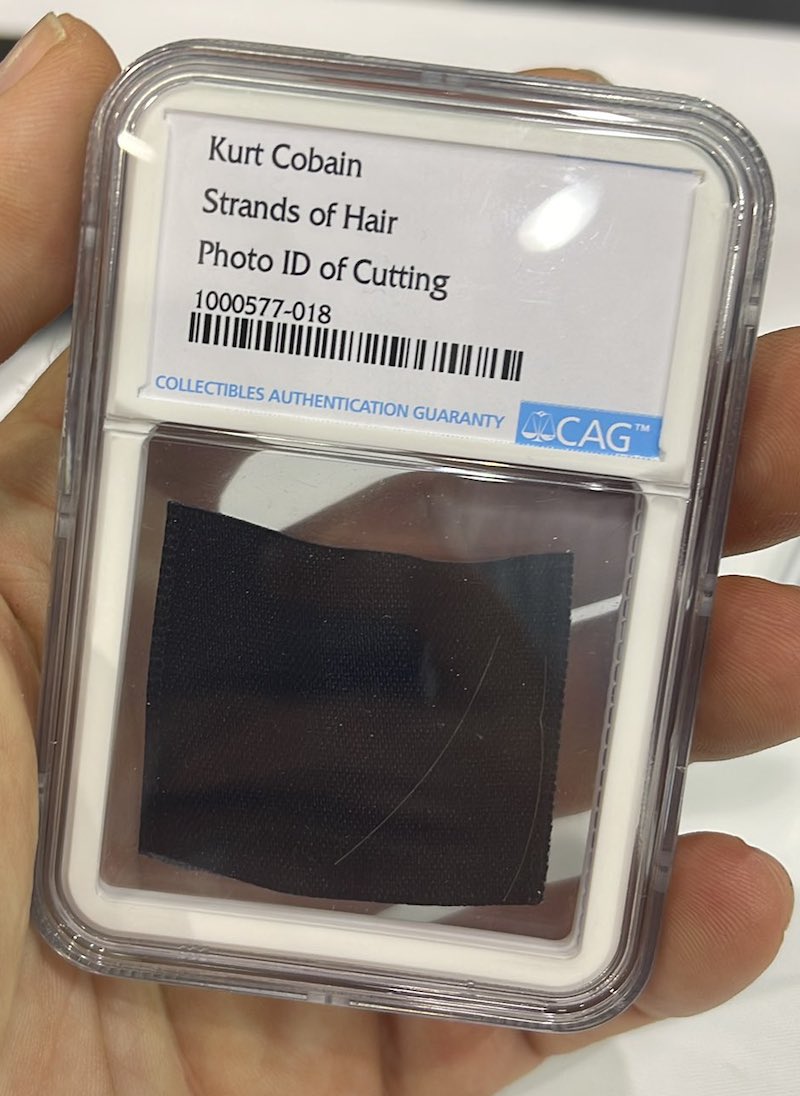 Kurt Cobain
Strands of Hair
Photo ID of Cutting
1000577-018
COLLECTIBLES AUTHENTICATION GUARANTY CAG™